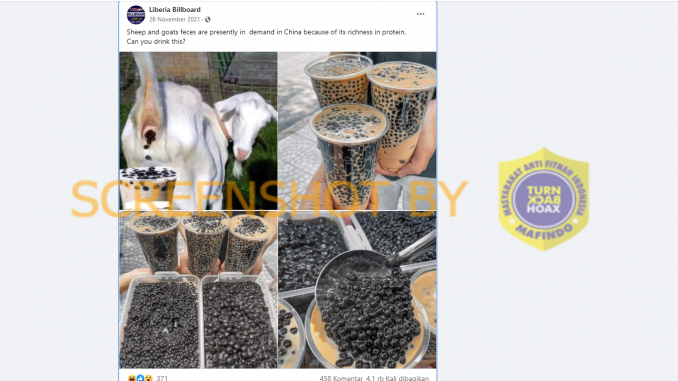 Liberia Billboard
26 November 2021 ·
Sheep and goats feces are presently in demand in China because of its richness in protein.
Can you drink this?
SCREENSHOT BY
MASYARAKAT ANTI FITNAH INDONESIA
TURN
BACK
HOAX
MAFINDO
371
458 Komentar 4,1 rb Kali dibagikan